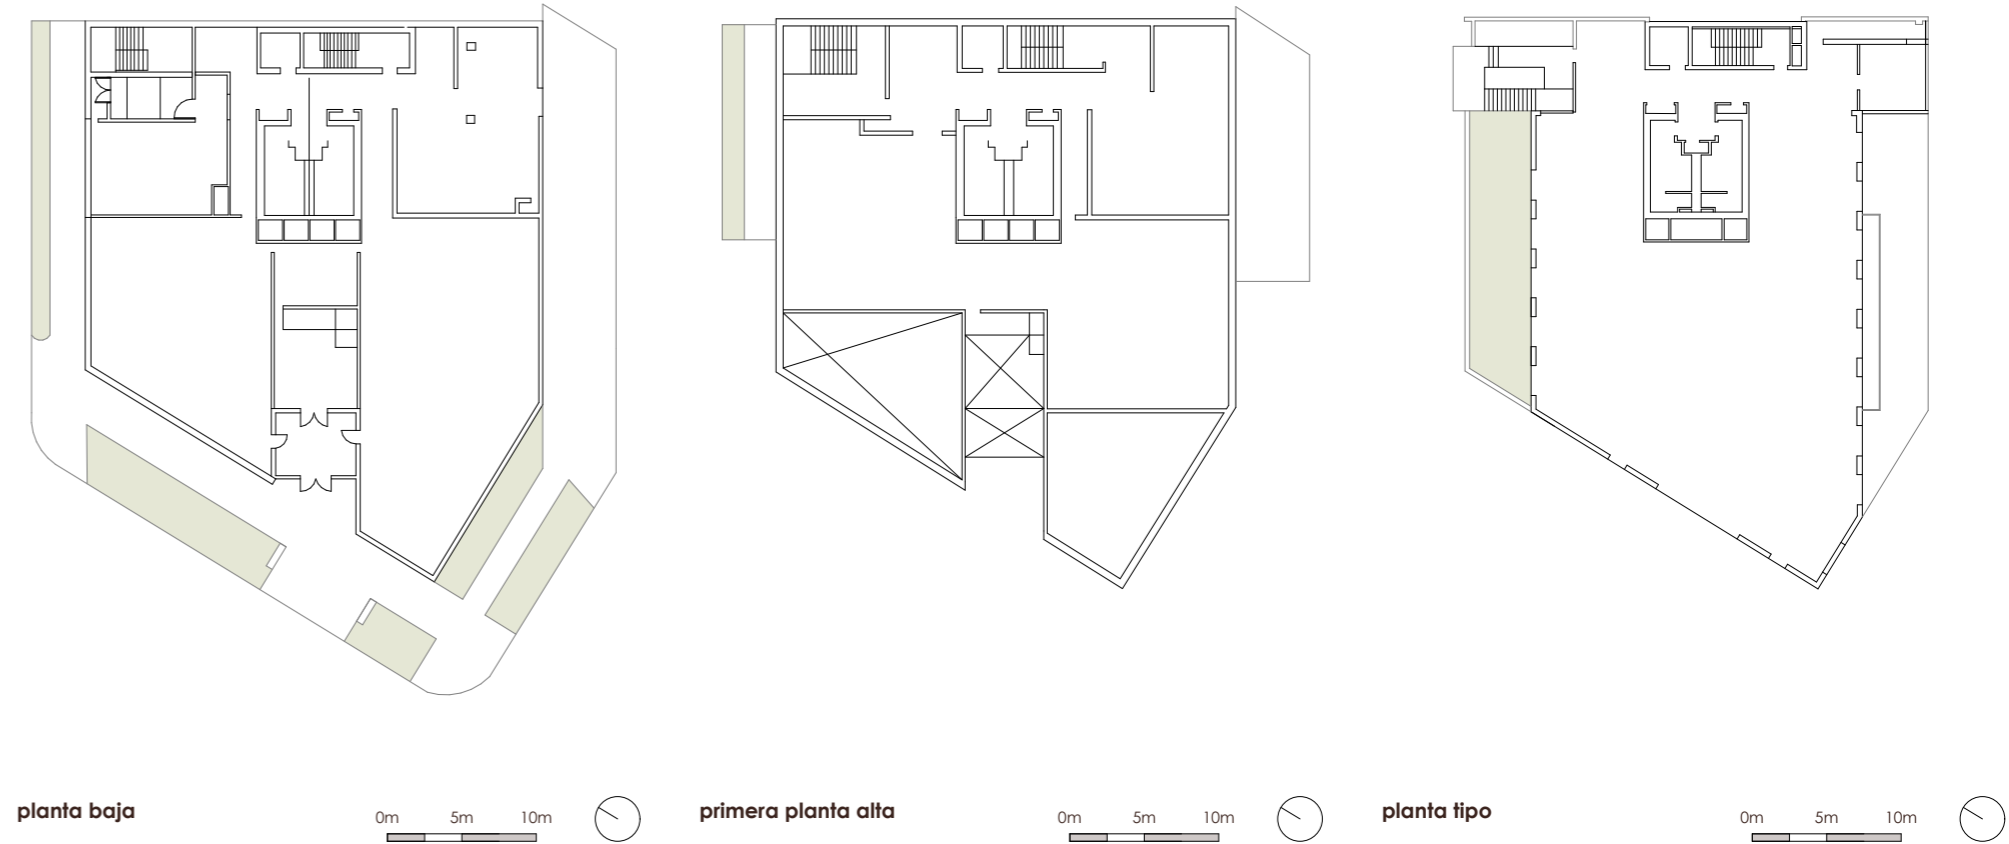 planta baja
0m 5m 10m
primera planta alta
0m 5m 10m
planta tipo
0m 5m 10m